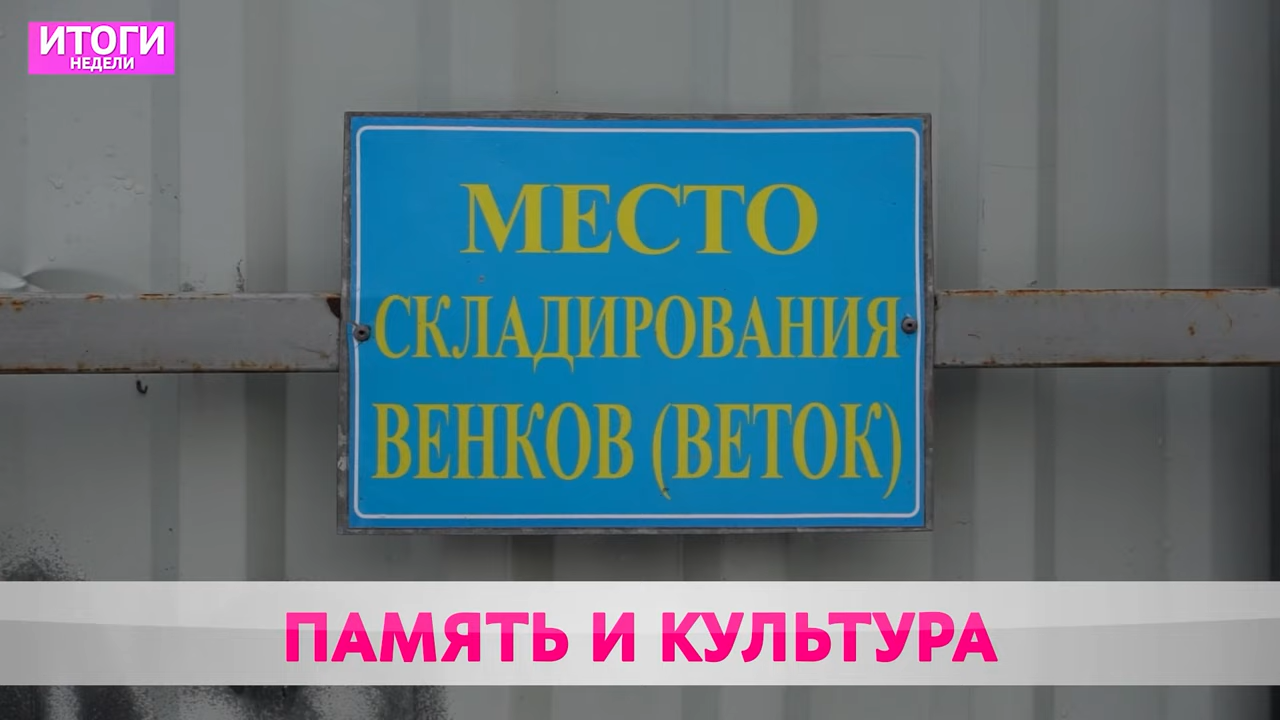 ИТОГИ
НЕДЕЛИ
МЕСТО
СКЛАДИРОВАНИЯ
ВЕНКОВ (ВЕТОК)
ПАМЯТЬ И КУЛЬТУРА